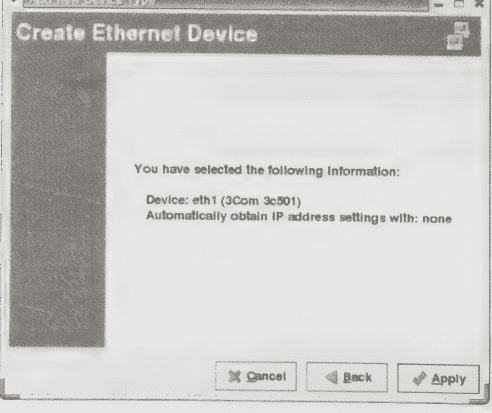 Create Ethernet Device
You have selected the following information:
Device: eth1 (3Com 3c501)
Automatically obtain IP address settings with: none
Cancel
Back
Apply